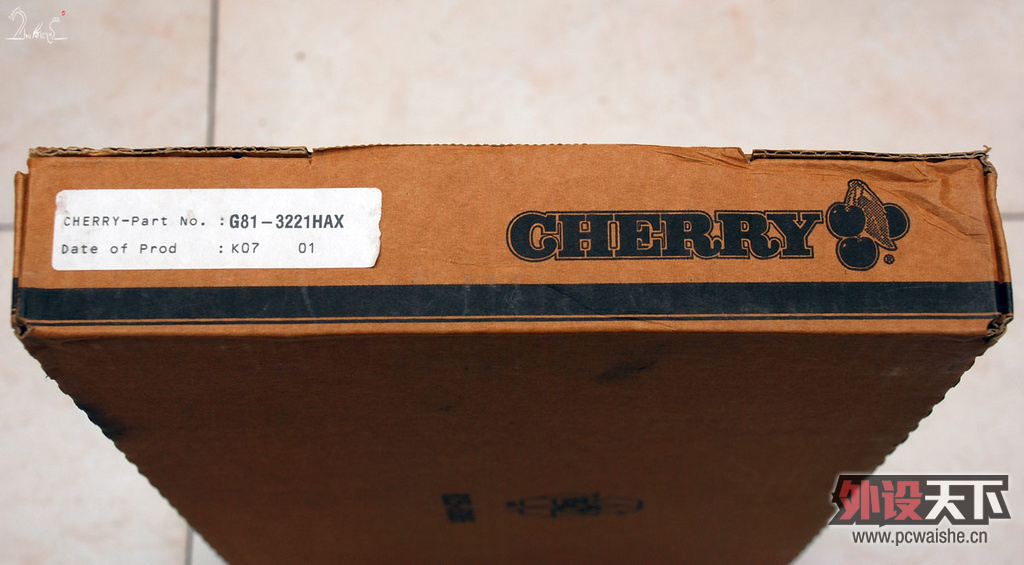 CHERRY-Part No. : G81-3221HAX
Date of Prod : K07 01
CHERRY
®
外设天下
www.pcwaishe.cn